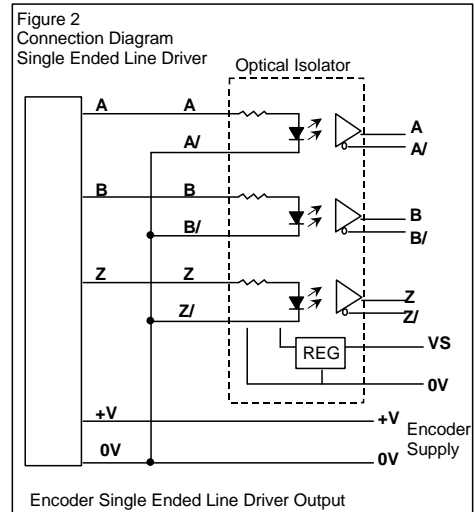 Figure 2
Connection Diagram
Single Ended Line Driver
Optical Isolator
A A A
A/ A/
B B B
B/ B/
Z Z Z
Z/ Z/
REG VS
0V
+V +V
Encoder
Supply
0V 0V
Encoder Single Ended Line Driver Output